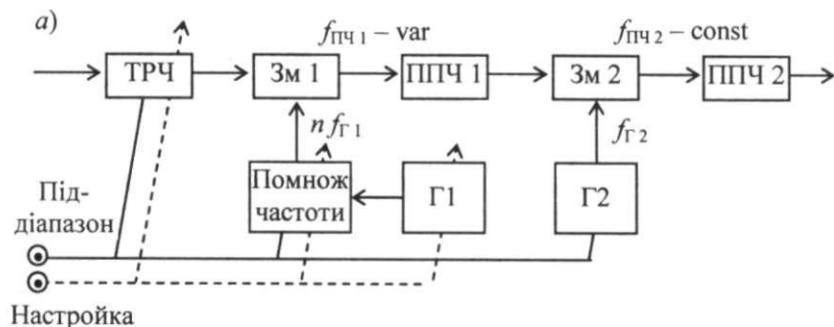 а)
f ПЧ 1 – var
f ПЧ 2 – const
ТРЧ
Зм 1
ППЧ 1
Зм 2
ППЧ 2
n f Г 1
f Г 2
Під-
діапазон
Помнож
частоти
Г1
Г2
Настройка